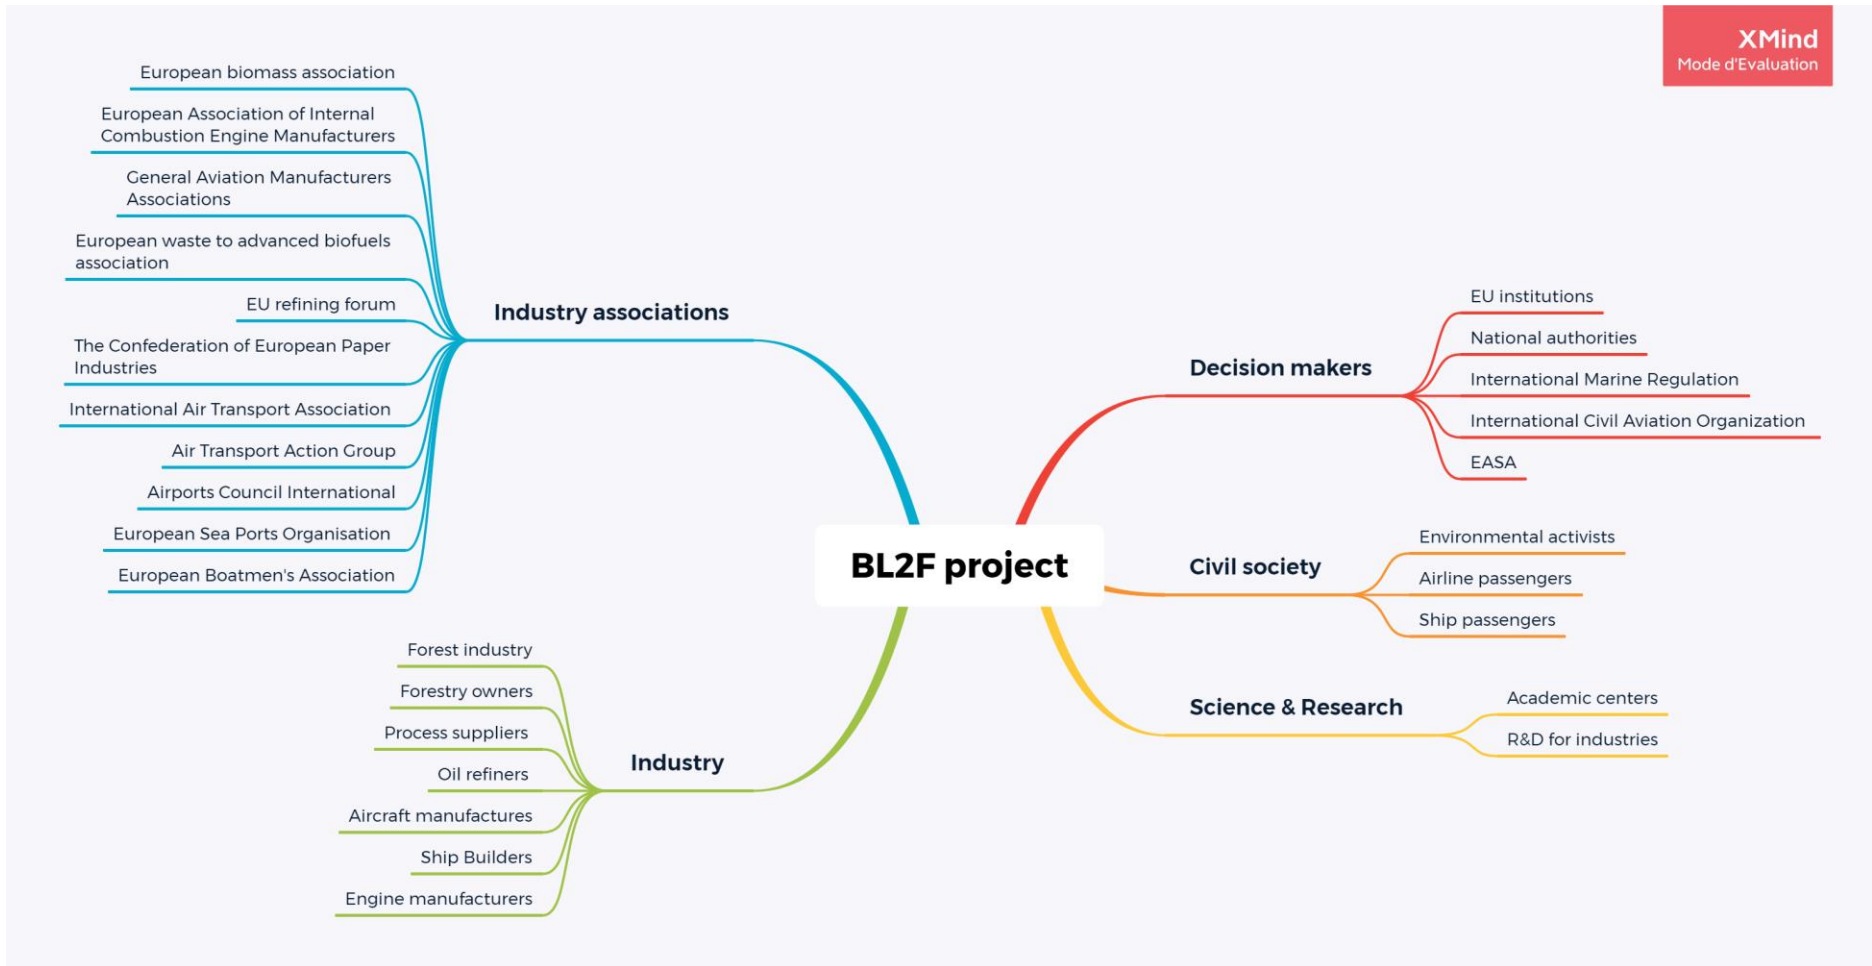 XMind
Mode d'Evaluation
European biomass association
European Association of Internal
Combustion Engine Manufacturers
General Aviation Manufacturers
Associations
European waste to advanced biofuels
association
EU refining forum
The Confederation of European Paper
Industries
International Air Transport Association
Air Transport Action Group
Airports Council International
European Sea Ports Organisation
European Boatmen's Association
Industry associations
Forest industry
Forestry owners
Process suppliers
Oil refiners
Aircraft manufactures
Ship Builders
Engine manufacturers
Industry
BL2F project
Decision makers
EU institutions
National authorities
International Marine Regulation
International Civil Aviation Organization
EASA
Civil society
Environmental activists
Airline passengers
Ship passengers
Science & Research
Academic centers
R&D for industries